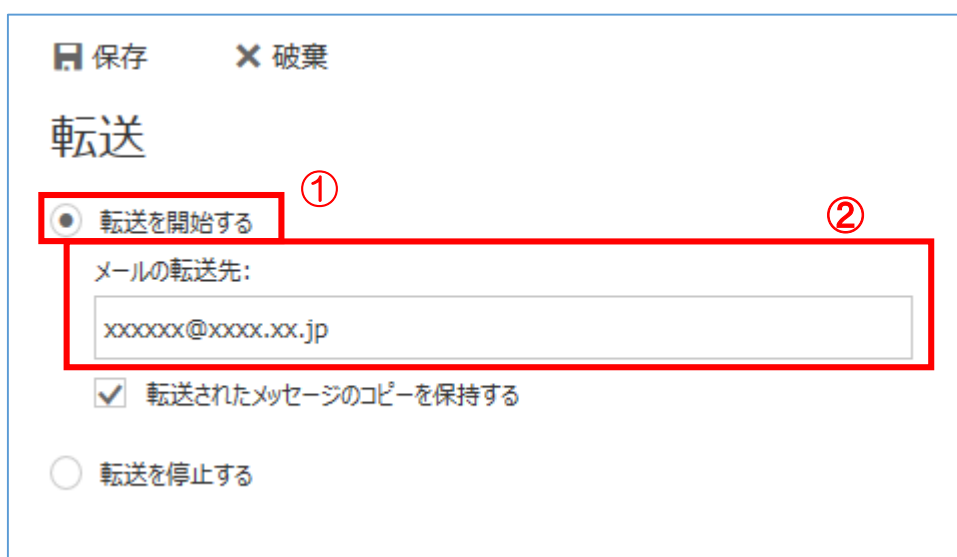 保存 破棄
転送
①
転送を開始する
②
メールの転送先:
xxxxxx@xxxx.xx.jp
転送されたメッセージのコピーを保持する
転送を停止する